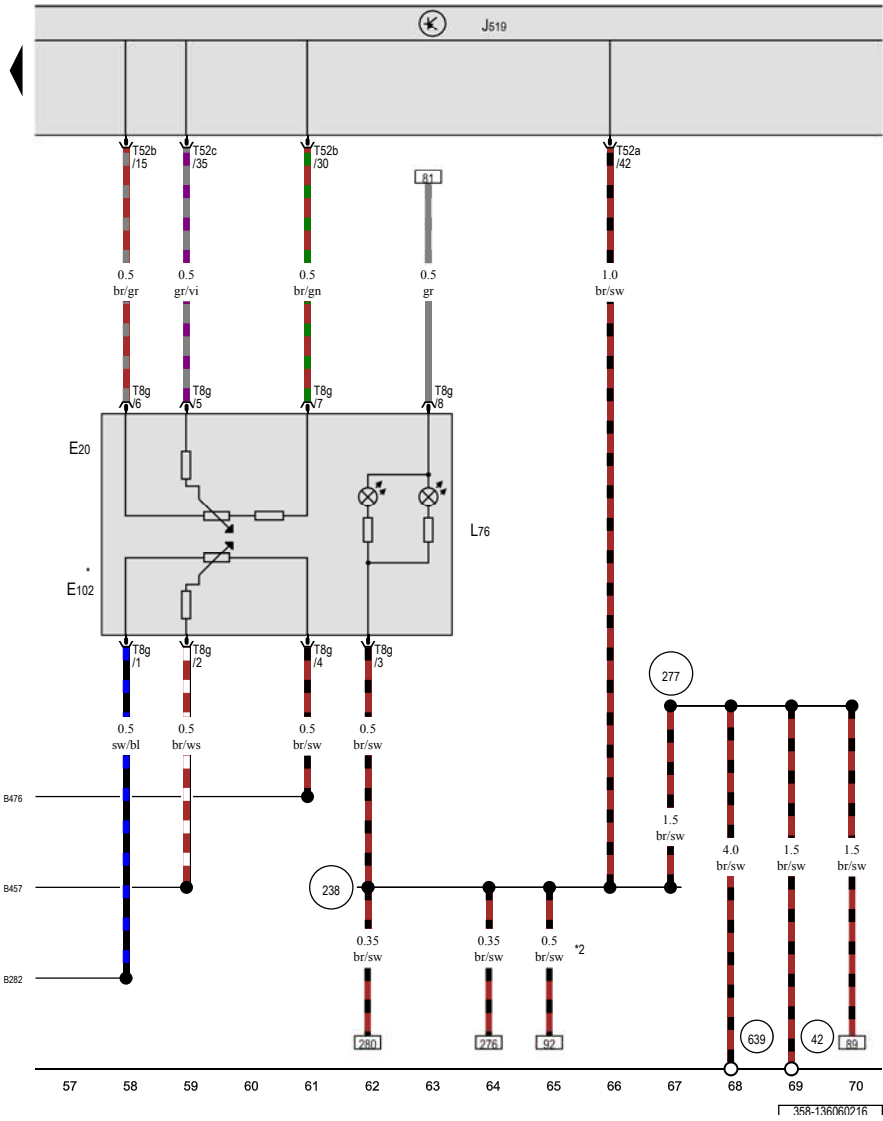 J519
T52b
/15
T52c
/35
T52b
/30
T52a
/42
81
0.5
br/gr
0.5
gr/vi
0.5
br/gn
0.5
gr
1.0
br/sw
T8g
/6
T8g
/5
T8g
/7
T8g
/8
E20
L76
*
E102
T8g
/1
T8g
/2
T8g
/4
T8g
/3
277
0.5
sw/bl
0.5
br/ws
0.5
br/sw
0.5
br/sw
B476
1.5
br/sw
4.0
br/sw
1.5
br/sw
1.5
br/sw
B457
238
0.35
br/sw
0.35
br/sw
0.5
br/sw
*2
B282
280
276
92
639
42
89
57 58 59 60 61 62 63 64 65 66 67 68 69 70
358-136060216